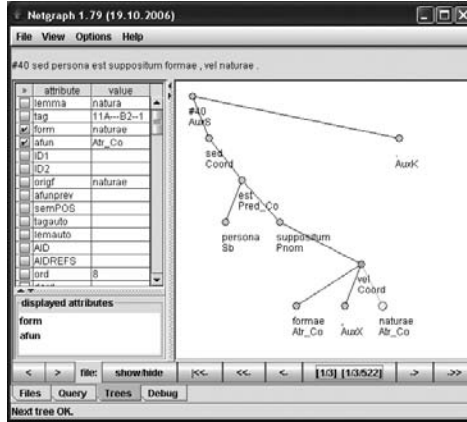 Netgraph 1.79 (19.10.2006)
File View Options Help
#40 sed persona est suppositum formae , vel naturae .
» attribute value
lemma natura
tag 11A---B2--1
form naturae
afun Atr_Co
ID1
ID2
origf naturae
afunprev
semPOS
tagauto
lemauto
AID
AIDREFS
ord 8
displayed attributes
form
afun
#40
AuxS
sed
Coord
.
AuxK
est
Pred_Co
persona
Sb
suppositum
Pnom
vel
Coord
formae
Atr_Co
,
AuxX
naturae
Atr_Co
< > file: show/hide |<<- <<- <- [1/3] [1/3/522] -> ->>
Files Query Trees Debug
Next tree OK.